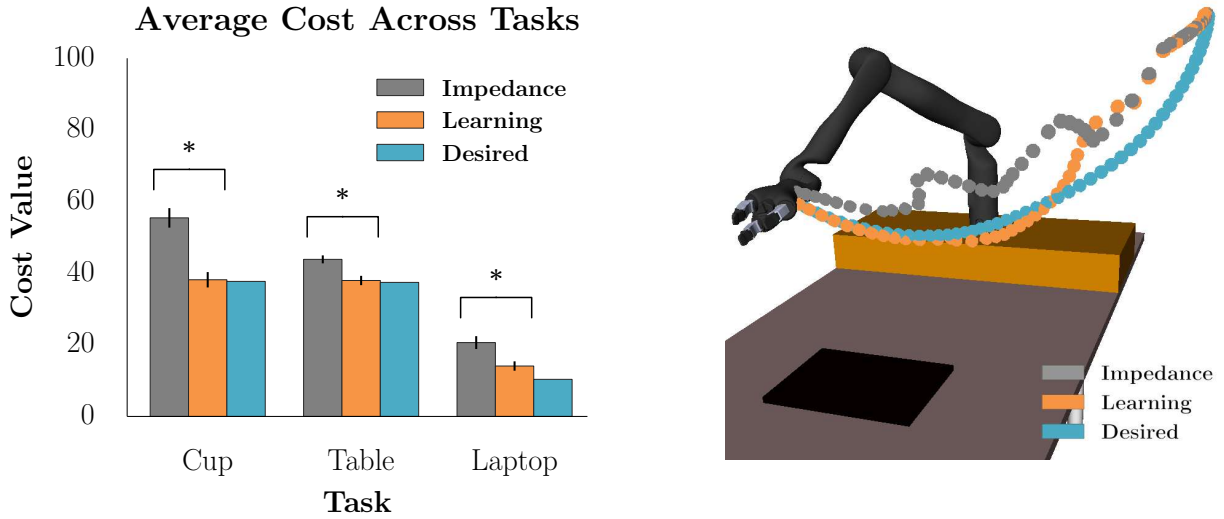 Average Cost Across Tasks
100
80
60
40
20
0
Cost Value
Impedance
Learning
Desired
*
*
*
Cup
Table
Laptop
Task
Impedance
Learning
Desired